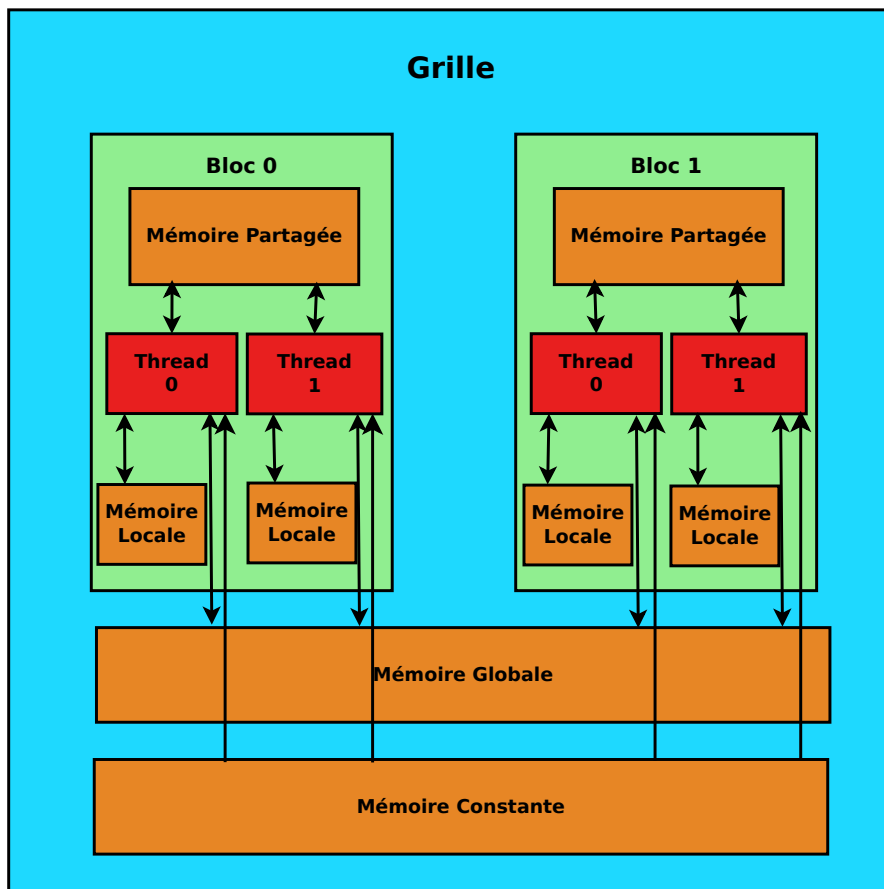 Grille
Bloc 0
Mémoire Partagée
Thread
0
Thread
1
Mémoire
Locale
Mémoire
Locale
Bloc 1
Mémoire Partagée
Thread
0
Thread
1
Mémoire
Locale
Mémoire
Locale
Mémoire Globale
Mémoire Constante